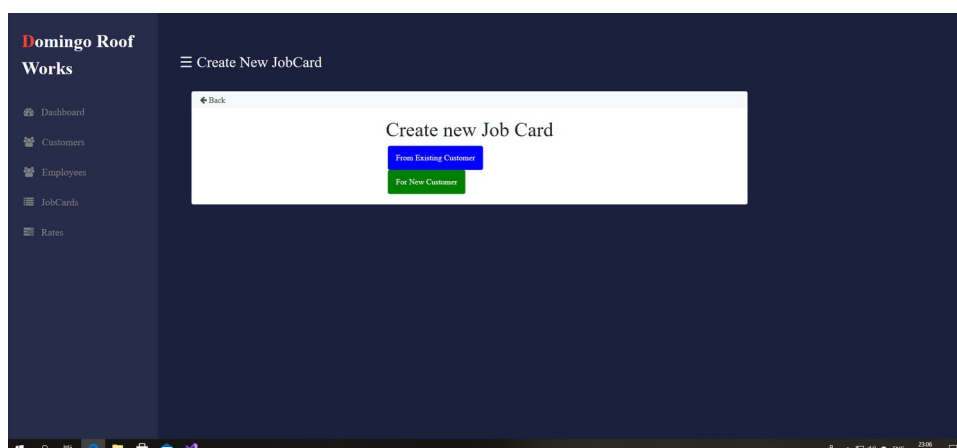 Domingo Roof
Works
Dashboard
Customers
Employees
JobCards
Rates
☰ Create New JobCard
← Back
Create new Job Card
From Existing Customer
For New Customer
23:06